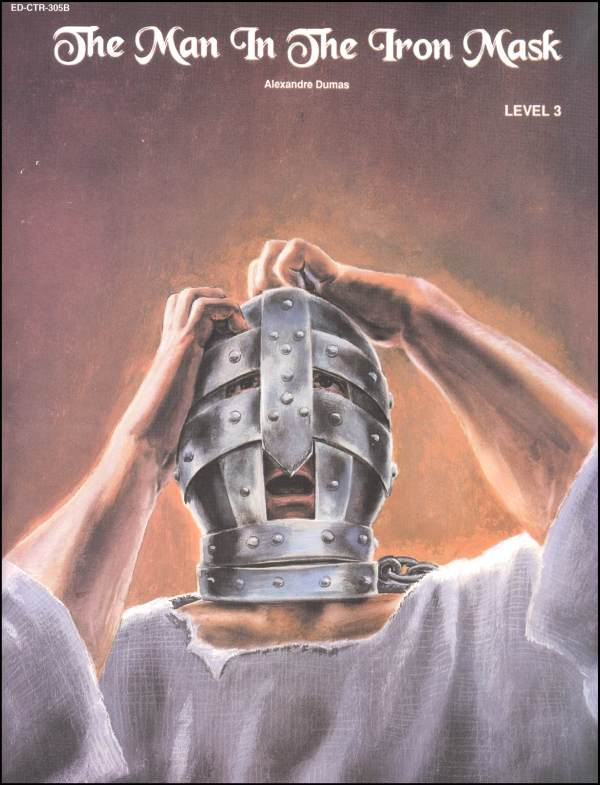 ED-CTR-305B
The Man In The Iron Mask
Alexandre Dumas
LEVEL 3